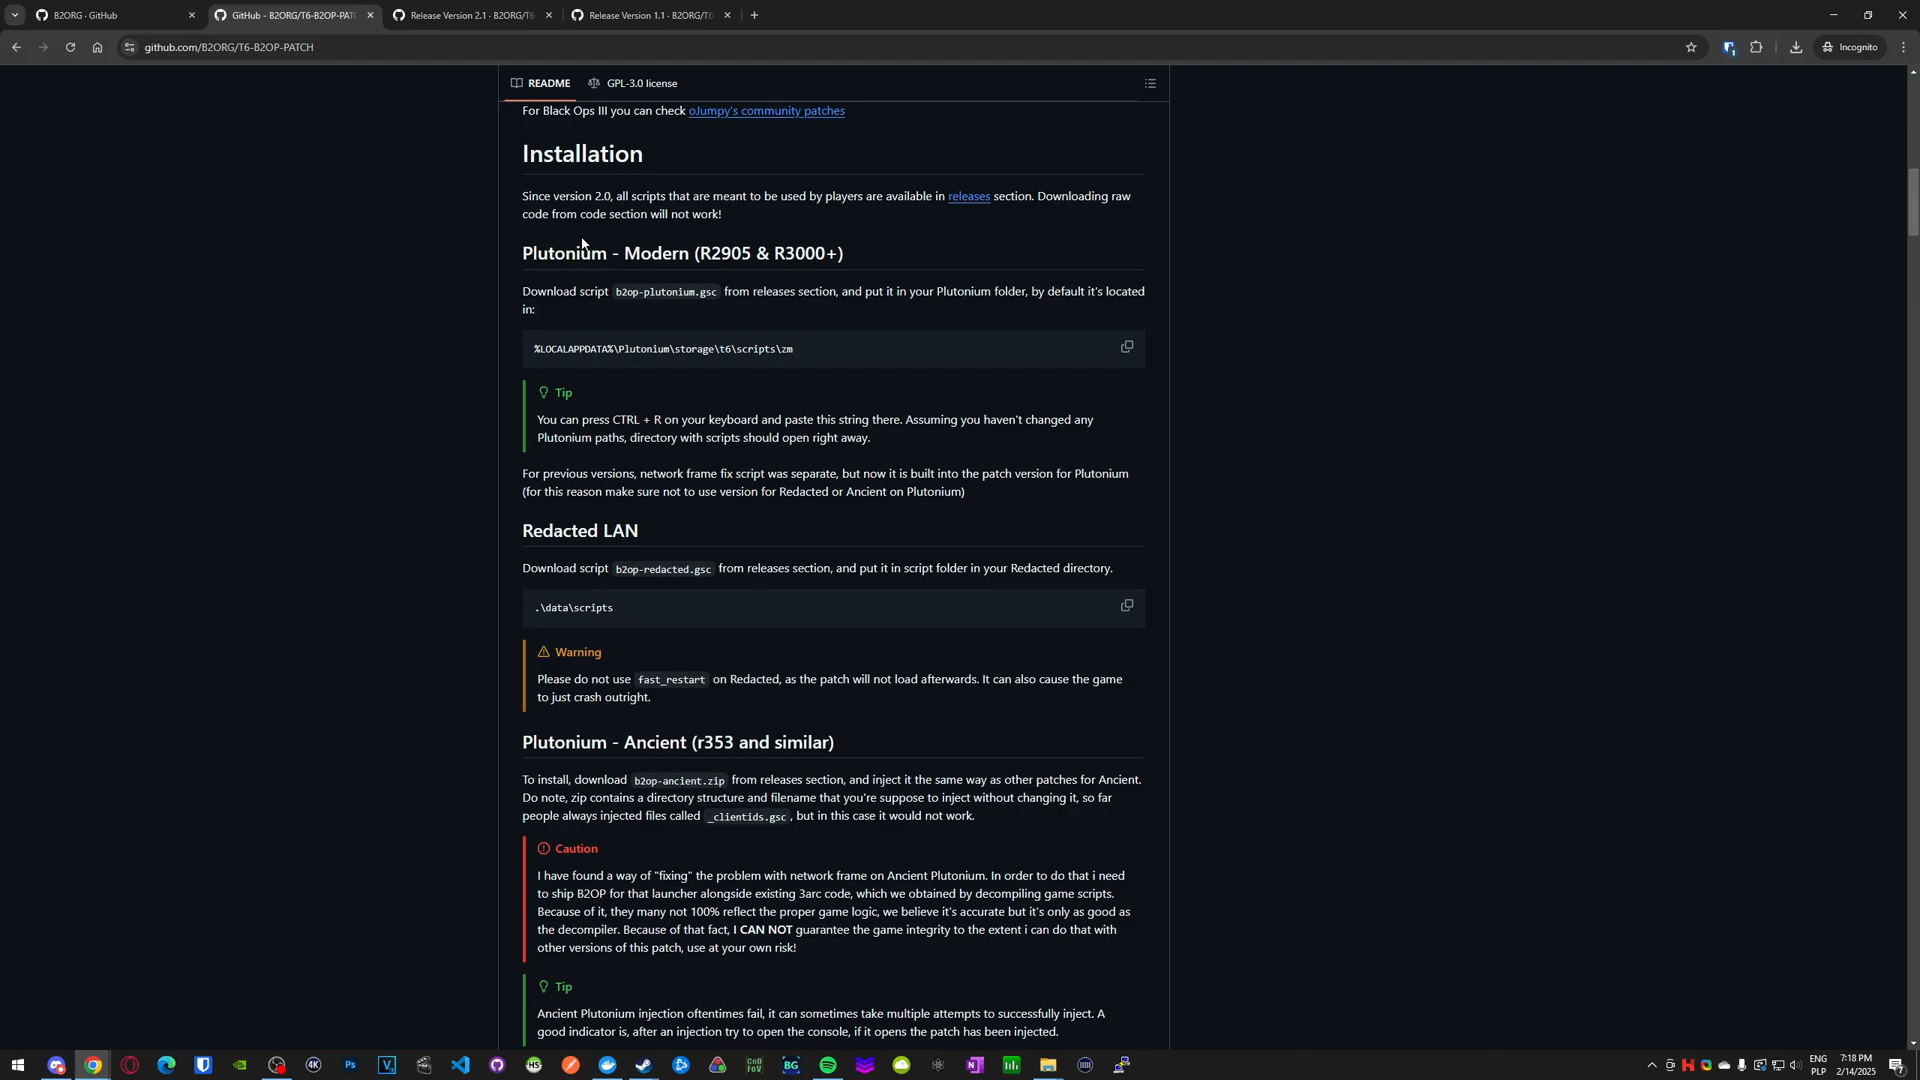 B2ORG · GitHub
GitHub - B2ORG/T6-B2OP-PATC
Release Version 2.1 · B2ORG/T6
Release Version 1.1 · B2ORG/T6
github.com/B2ORG/T6-B2OP-PATCH
Incognito
README
GPL-3.0 license
For Black Ops III you can check oJumpy's community patches
Installation
Since version 2.0, all scripts that are meant to be used by players are available in releases section. Downloading raw
code from code section will not work!
Plutonium - Modern (R2905 & R3000+)
Download script b2op-plutonium.gsc from releases section, and put it in your Plutonium folder, by default it's located
in:
%LOCALAPPDATA%\Plutonium\storage\t6\scripts\zm
Tip
You can press CTRL + R on your keyboard and paste this string there. Assuming you haven't changed any
Plutonium paths, directory with scripts should open right away.
For previous versions, network frame fix script was separate, but now it is built into the patch version for Plutonium
(for this reason make sure not to use version for Redacted or Ancient on Plutonium)
Redacted LAN
Download script b2op-redacted.gsc from releases section, and put it in script folder in your Redacted directory.
.\data\scripts
Warning
Please do not use fast_restart on Redacted, as the patch will not load afterwards. It can also cause the game
to just crash outright.
Plutonium - Ancient (r353 and similar)
To install, download b2op-ancient.zip from releases section, and inject it the same way as other patches for Ancient.
Do note, zip contains a directory structure and filename that you're suppose to inject without changing it, so far
people always injected files called _clientids.gsc, but in this case it would not work.
Caution
I have found a way of "fixing" the problem with network frame on Ancient Plutonium. In order to do that i need
to ship B2OP for that launcher alongside existing 3arc code, which we obtained by decompiling game scripts.
Because of it, they many not 100% reflect the proper game logic, we believe it's accurate but it's only as good as
the decompiler. Because of that fact, I CAN NOT guarantee the game integrity to the extent i can do that with
other versions of this patch, use at your own risk!
Tip
Ancient Plutonium injection oftentimes fail, it can sometimes take multiple attempts to successfully inject. A
good indicator is, after an injection try to open the console, if it opens the patch has been injected.
HS
4K
Ps
V
CoD
FoV
BG
N
ENG
PLP
7:18 PM
2/14/2025